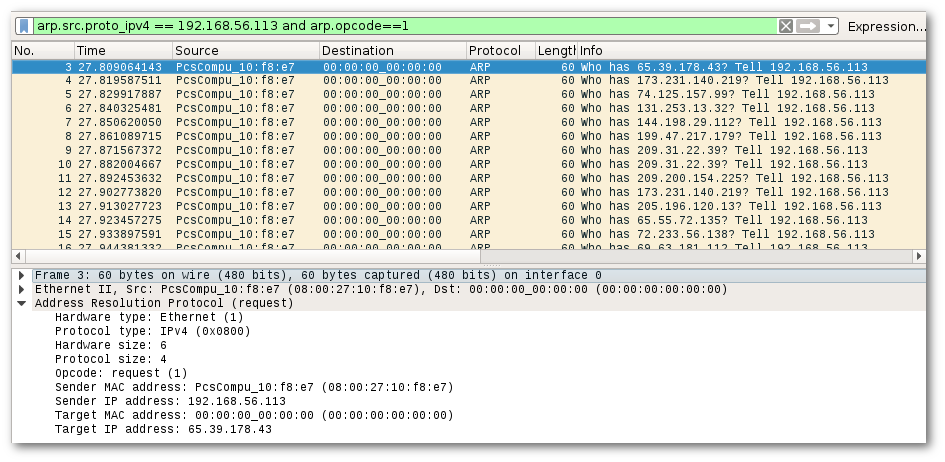 arp.src.proto_ipv4 == 192.168.56.113 and arp.opcode==1 Expression...
No. Time Source Destination Protocol Length Info
3 27.809064143 PcsCompu_10:f8:e7 00:00:00_00:00:00 ARP 60 Who has 65.39.178.43? Tell 192.168.56.113
4 27.819587511 PcsCompu_10:f8:e7 00:00:00_00:00:00 ARP 60 Who has 173.231.140.219? Tell 192.168.56.113
5 27.829917887 PcsCompu_10:f8:e7 00:00:00_00:00:00 ARP 60 Who has 74.125.157.99? Tell 192.168.56.113
6 27.840325481 PcsCompu_10:f8:e7 00:00:00_00:00:00 ARP 60 Who has 131.253.13.32? Tell 192.168.56.113
7 27.850620050 PcsCompu_10:f8:e7 00:00:00_00:00:00 ARP 60 Who has 144.198.29.112? Tell 192.168.56.113
8 27.861089715 PcsCompu_10:f8:e7 00:00:00_00:00:00 ARP 60 Who has 199.47.217.179? Tell 192.168.56.113
9 27.871567372 PcsCompu_10:f8:e7 00:00:00_00:00:00 ARP 60 Who has 209.31.22.39? Tell 192.168.56.113
10 27.882004667 PcsCompu_10:f8:e7 00:00:00_00:00:00 ARP 60 Who has 209.31.22.39? Tell 192.168.56.113
11 27.892453632 PcsCompu_10:f8:e7 00:00:00_00:00:00 ARP 60 Who has 209.200.154.225? Tell 192.168.56.113
12 27.902773820 PcsCompu_10:f8:e7 00:00:00_00:00:00 ARP 60 Who has 173.231.140.219? Tell 192.168.56.113
13 27.913027723 PcsCompu_10:f8:e7 00:00:00_00:00:00 ARP 60 Who has 205.196.120.13? Tell 192.168.56.113
14 27.923457275 PcsCompu_10:f8:e7 00:00:00_00:00:00 ARP 60 Who has 65.55.72.135? Tell 192.168.56.113
15 27.933897591 PcsCompu_10:f8:e7 00:00:00_00:00:00 ARP 60 Who has 72.233.56.138? Tell 192.168.56.113
16 27.944381332 PcsCompu_10:f8:e7 00:00:00_00:00:00 ARP 60 Who has 69.63.181.11? Tell 192.168.56.113
Frame 3: 60 bytes on wire (480 bits), 60 bytes captured (480 bits) on interface 0
Ethernet II, Src: PcsCompu_10:f8:e7 (08:00:27:10:f8:e7), Dst: 00:00:00_00:00:00 (00:00:00:00:00:00)
Address Resolution Protocol (request)
Hardware type: Ethernet (1)
Protocol type: IPv4 (0x0800)
Hardware size: 6
Protocol size: 4
Opcode: request (1)
Sender MAC address: PcsCompu_10:f8:e7 (08:00:27:10:f8:e7)
Sender IP address: 192.168.56.113
Target MAC address: 00:00:00_00:00:00 (00:00:00:00:00:00)
Target IP address: 65.39.178.43